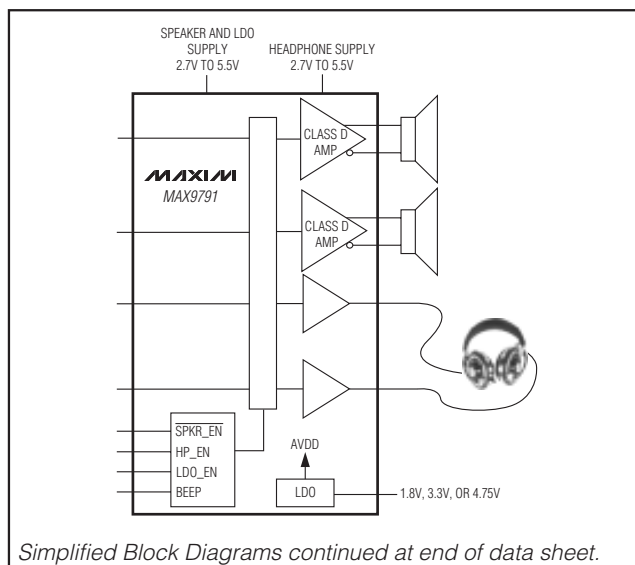 SPEAKER AND LDO
SUPPLY
2.7V TO 5.5V
HEADPHONE SUPPLY
2.7V TO 5.5V
CLASS D
AMP
MAXIM
MAX9791
CLASS D
AMP
SPKR_EN
HP_EN
LDO_EN
BEEP
AVDD
LDO
1.8V, 3.3V, OR 4.75V
Simplified Block Diagrams continued at end of data sheet.